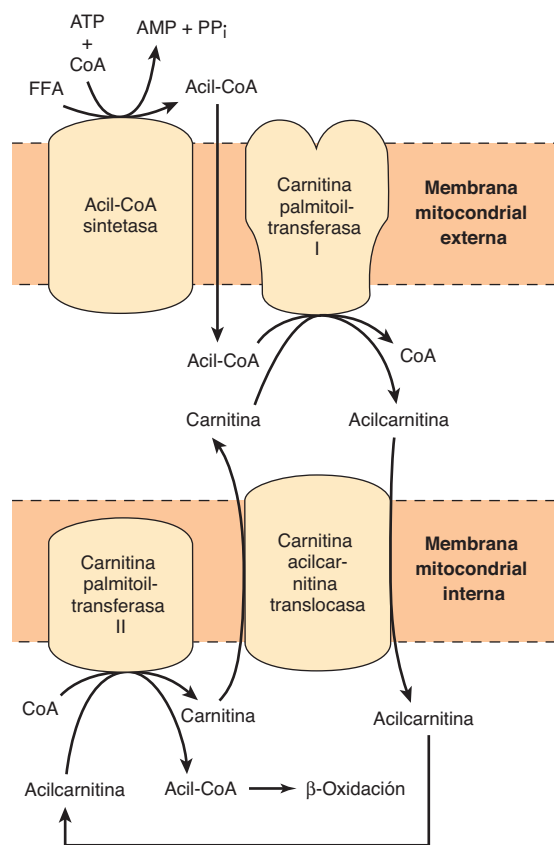 ATP
+
CoA
AMP + PPi
FFA
Acil-CoA
Acil-CoA
sintetasa
Carnitina
palmitoil-
transferasa
I
Membrana
mitocondrial
externa
Acil-CoA
CoA
Carnitina
Acilcarnitina
Carnitina
palmitoil-
transferasa
II
Carnitina
acilcar-
nitina
translocasa
Membrana
mitocondrial
interna
CoA
Carnitina
Acilcarnitina
Acilcarnitina
Acil-CoA
β-Oxidación